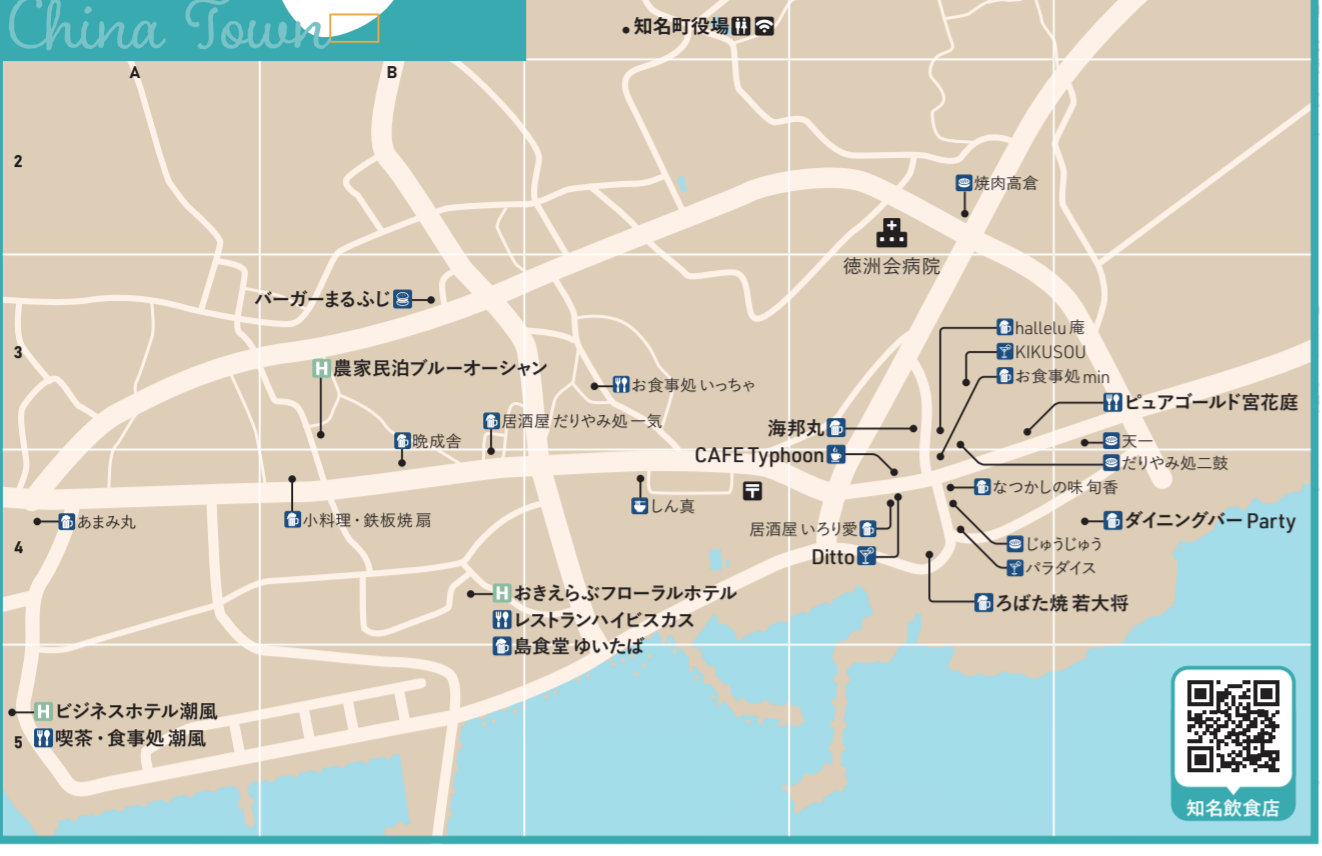 China Town
知名町役場
A
B
2
焼肉高倉
徳洲会病院
バーガーまるふじ
hallelu 庵
3
KIKUSOU
農家民泊ブルーオーシャン
お食事処 min
お食事処 いっちゃ
ピュアゴールド宮花庭
居酒屋 だりやみ処 一気
海邦丸
晩成舎
天一
CAFE Typhoon
だりやみ処二鼓
なつかしの味 旬香
しん真
あまみ丸
小料理・鉄板焼 扇
居酒屋 いろり愛
ダイニングバー Party
4
じゅうじゅう
Ditto
パラダイス
おきえらぶフローラルホテル
ろばた焼 若大将
レストランハイビスカス
島食堂 ゆいたば
H ビジネスホテル潮風
5
喫茶・食事処 潮風
知名飲食店